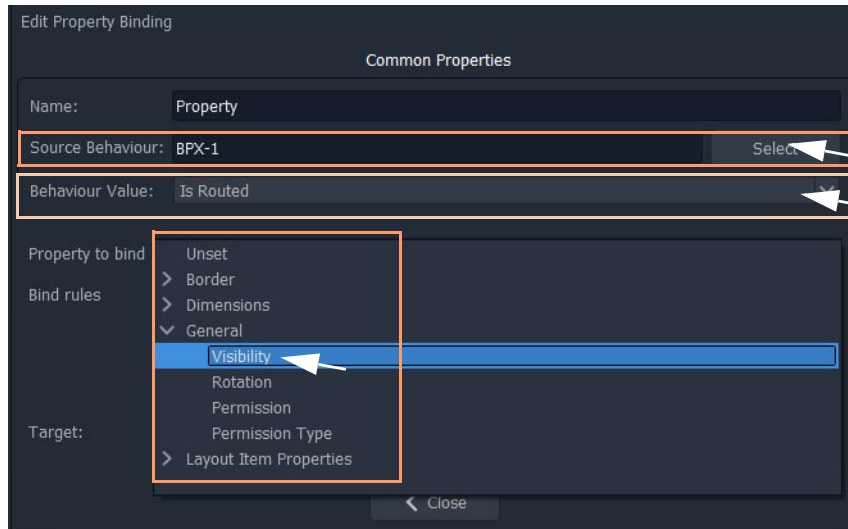 Edit Property Binding
Common Properties
Name: Property
Source Behaviour: BPX-1 Select
Behaviour Value: Is Routed
Property to bind Unset
Border
Bind rules
Dimensions
General
Visibility
Rotation
Permission
Target: Permission Type
Layout Item Properties
Close